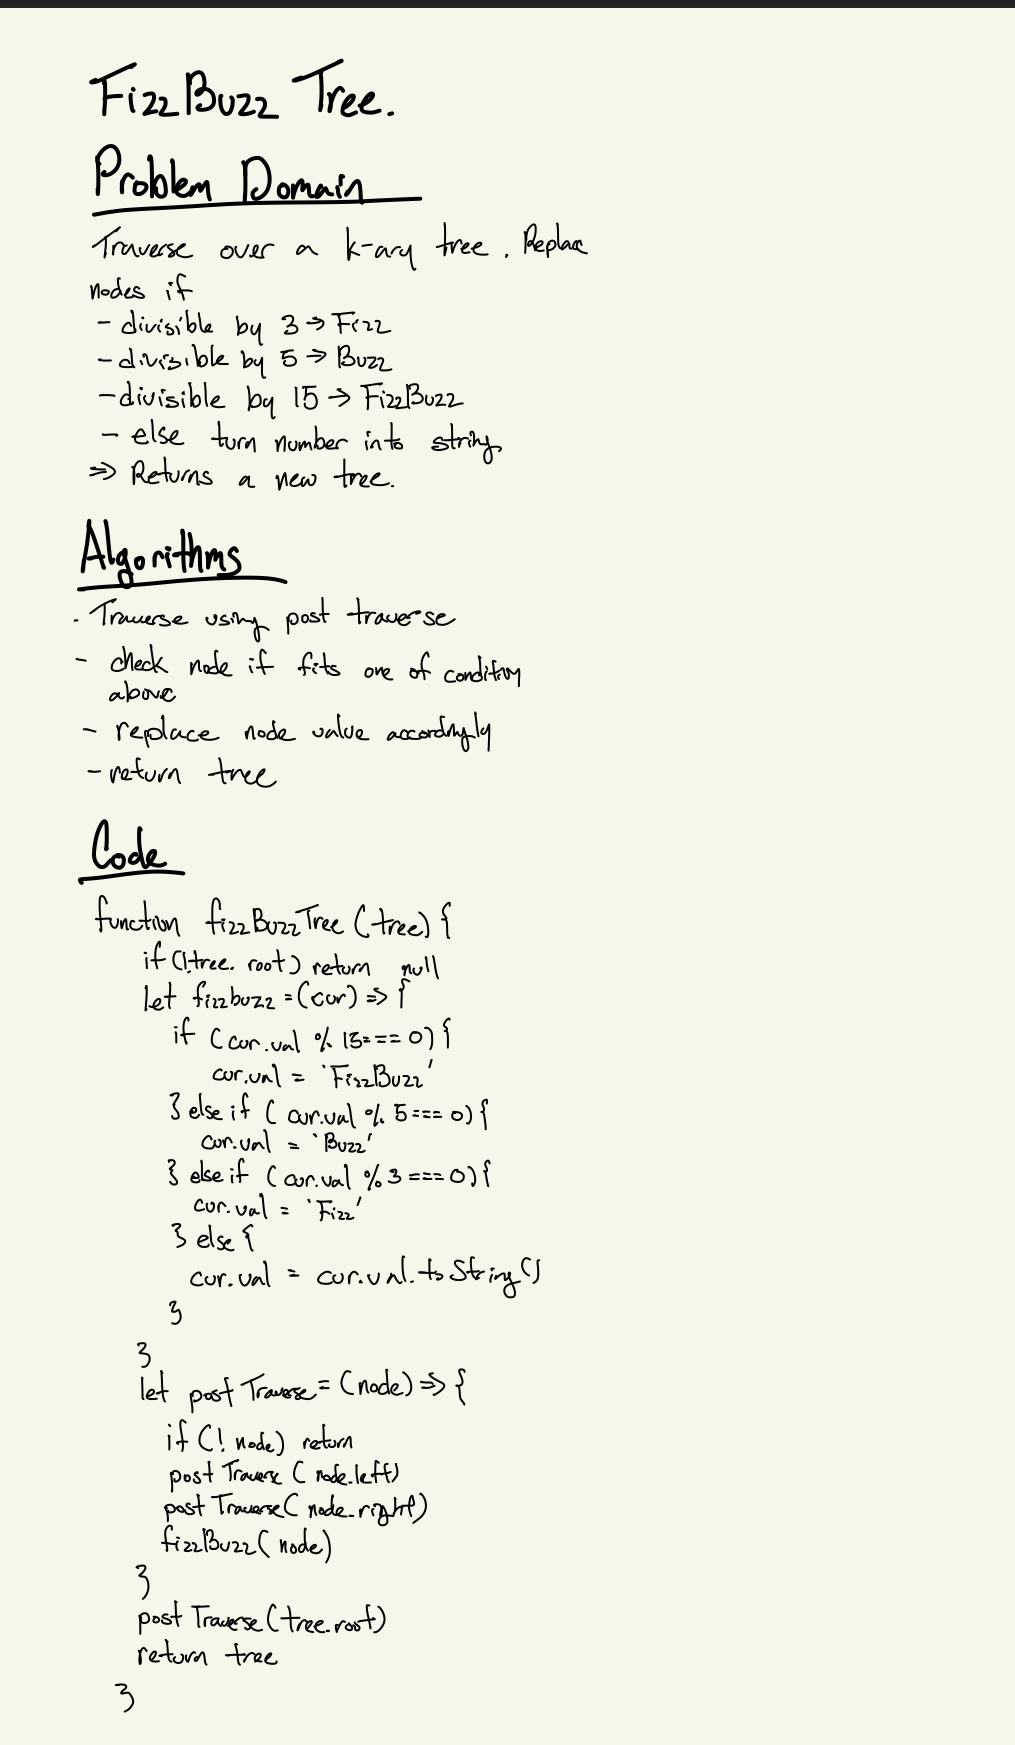 FizzBuzz Tree.
Problem Domain
Traverse over a k-ary tree. Replace
nodes if
- divisible by 3 → Fizz
- divisible by 5 → Buzz
- divisible by 15 → FizzBuzz
- else turn number into string
⇒ Returns a new tree.
Algorithms
. Traverse using post traverse
- check node if fits one of condition
above
- replace node value accordingly
- return tree
Code
function fizzBuzzTree (tree) {
if (!tree.root) return null
let fizzbuzz = (cur) => {
if (cur.val % 15 === 0) {
cur.val = 'FizzBuzz'
} else if (cur.val % 5 === 0) {
cur.val = 'Buzz'
} else if (cur.val % 3 === 0) {
cur.val = 'Fizz'
} else {
cur.val = cur.val.toString()
}
}
let postTraverse = (node) => {
if (!node) return
postTraverse (node.left)
postTraverse (node.right)
fizzBuzz (node)
}
postTraverse (tree.root)
return tree
}